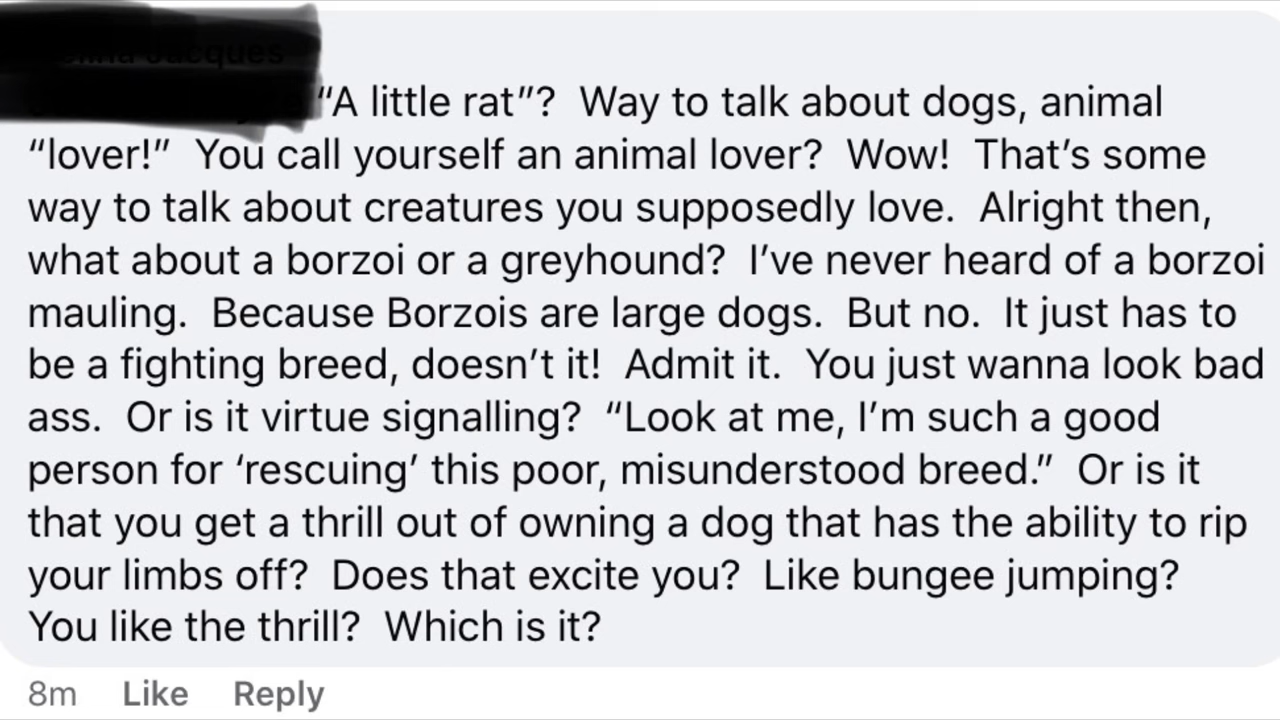 "A little rat"?  Way to talk about dogs, animal
"lover!"  You call yourself an animal lover?  Wow!  That's some
way to talk about creatures you supposedly love.  Alright then,
what about a borzoi or a greyhound?  I've never heard of a borzoi
mauling.  Because Borzois are large dogs.  But no.  It just has to
be a fighting breed, doesn't it!  Admit it.  You just wanna look bad
ass.  Or is it virtue signalling?  "Look at me, I'm such a good
person for 'rescuing' this poor, misunderstood breed."  Or is it
that you get a thrill out of owning a dog that has the ability to rip
your limbs off?  Does that excite you?  Like bungee jumping?
You like the thrill?  Which is it?
8m Like Reply